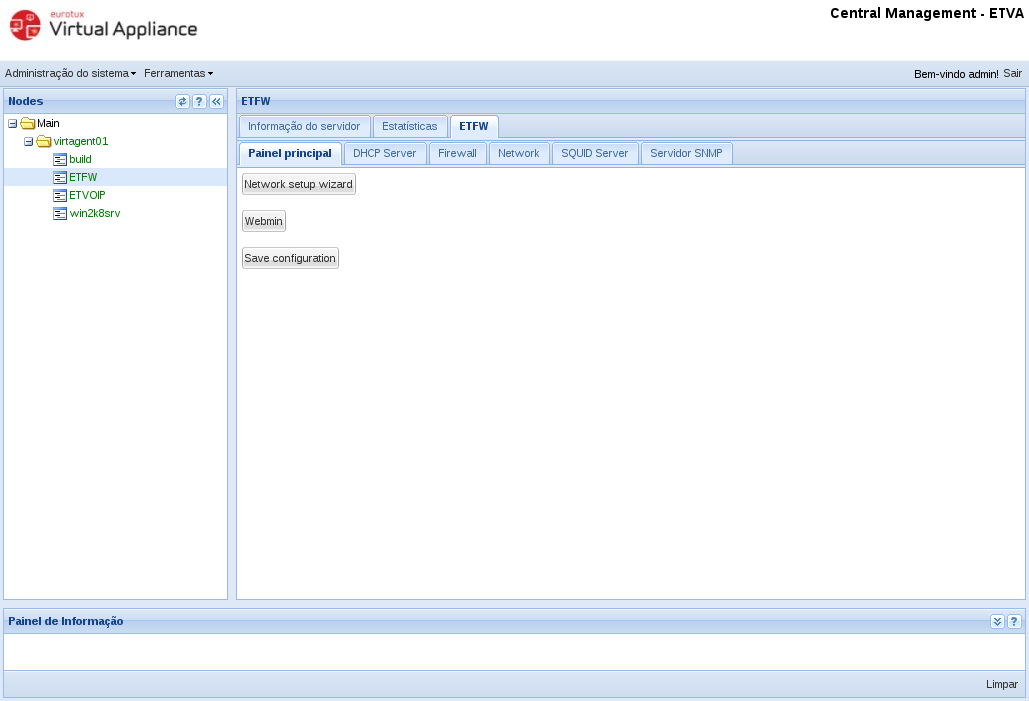 eurotux
Virtual Appliance
Central Management - ETVA
Administração do sistema Ferramentas
Bem-vindo admin! Sair
Nodes
Main
virtagent01
build
ETFW
ETVOIP
win2k8srv
ETFW
Informação do servidor Estatísticas ETFW
Painel principal DHCP Server Firewall Network SQUID Server Servidor SNMP
Network setup wizard
Webmin
Save configuration
Painel de Informação
Limpar